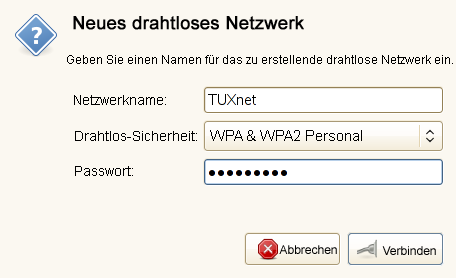 Neues drahtloses Netzwerk
Geben Sie einen Namen für das zu erstellende drahtlose Netzwerk ein.
Netzwerkname: TUXnet
Drahtlos-Sicherheit: WPA & WPA2 Personal
Passwort: •••••••••
Abbrechen Verbinden